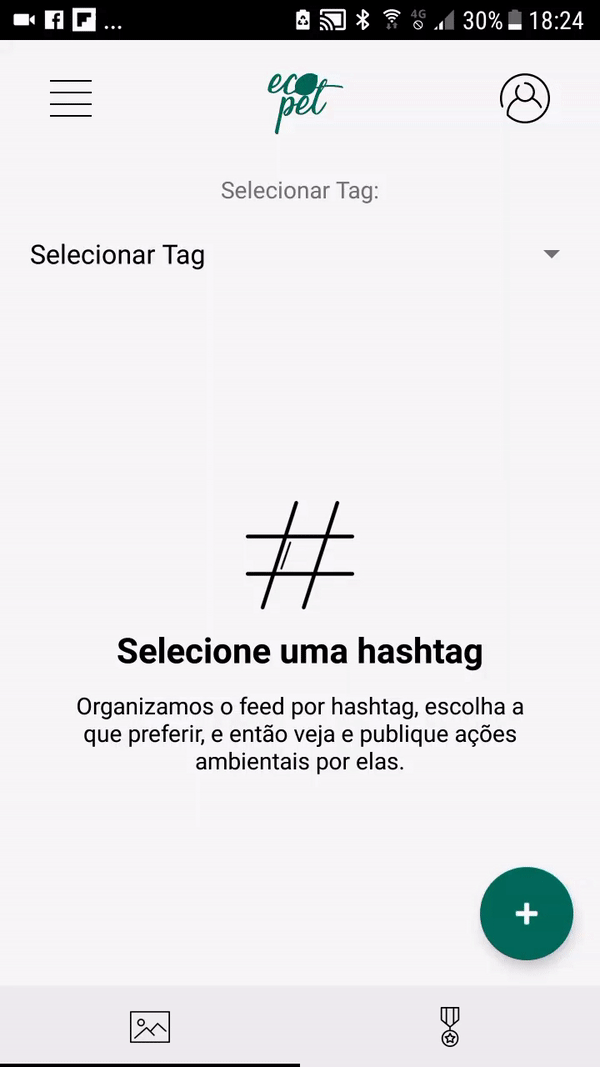 ...
4G
30%
18:24
eco
pet
Selecionar Tag:
Selecionar Tag
Selecione uma hashtag
Organizamos o feed por hashtag, escolha a
que preferir, e então veja e publique ações
ambientais por elas.